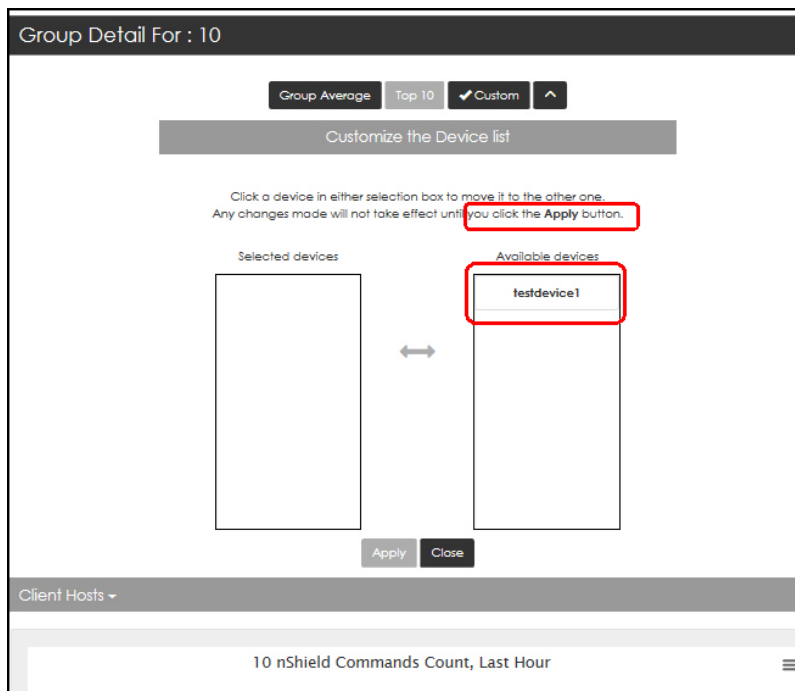 Group Detail For : 10
Group Average Top 10 Custom
Customize the Device list
Click a device in either selection box to move it to the other one.
Any changes made will not take effect until you click the Apply button.
Selected devices Available devices
testdevice1
Apply Close
Client Hosts
10 nShield Commands Count, Last Hour